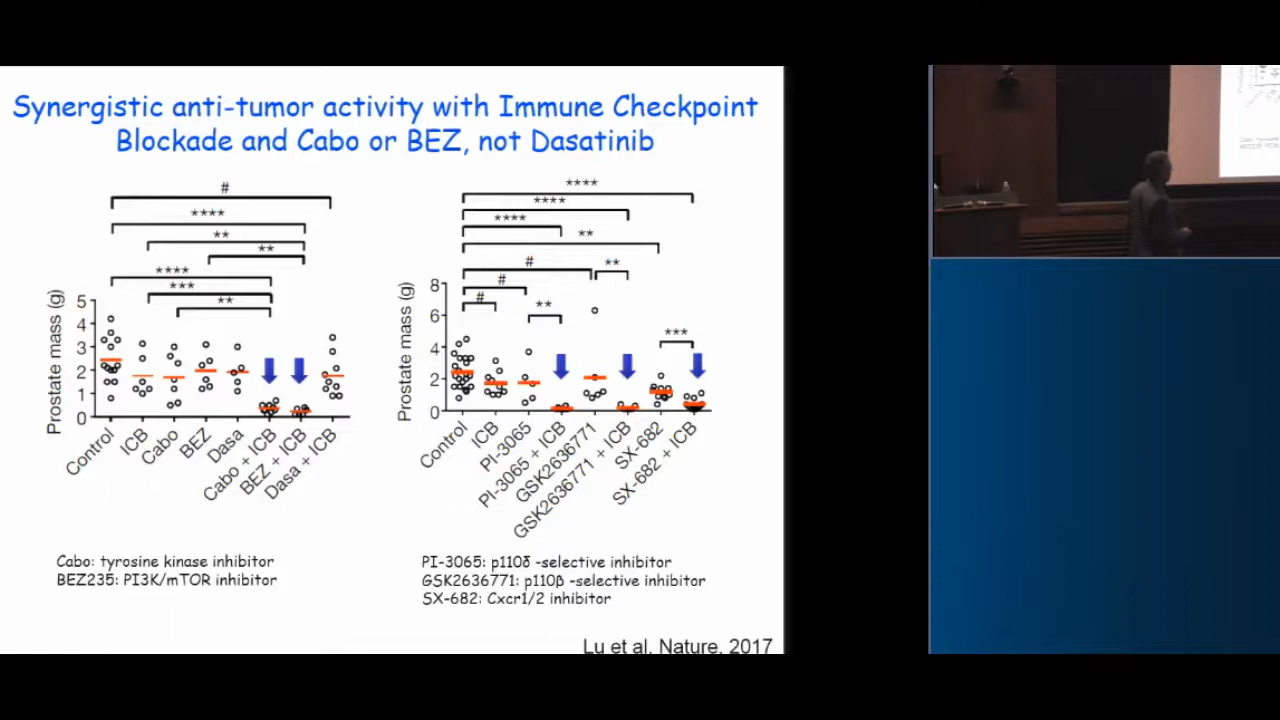 Synergistic anti-tumor activity with Immune Checkpoint
Blockade and Cabo or BEZ, not Dasatinib
#
****
**
**
****
***
**
Prostate mass (g)
5
4
3
2
1
0
Control
ICB
Cabo
BEZ
Dasa
Cabo + ICB
BEZ + ICB
Dasa + ICB
****
****
****
**
#
**
#
#
**
***
Prostate mass (g)
8
6
4
2
0
Control
ICB
PI-3065
PI-3065 + ICB
GSK2636771
GSK2636771 + ICB
SX-682
SX-682 + ICB
Cabo: tyrosine kinase inhibitor
BEZ235: PI3K/mTOR inhibitor
PI-3065: p110δ -selective inhibitor
GSK2636771: p110β -selective inhibitor
SX-682: Cxcr1/2 inhibitor
Lu et al. Nature. 2017